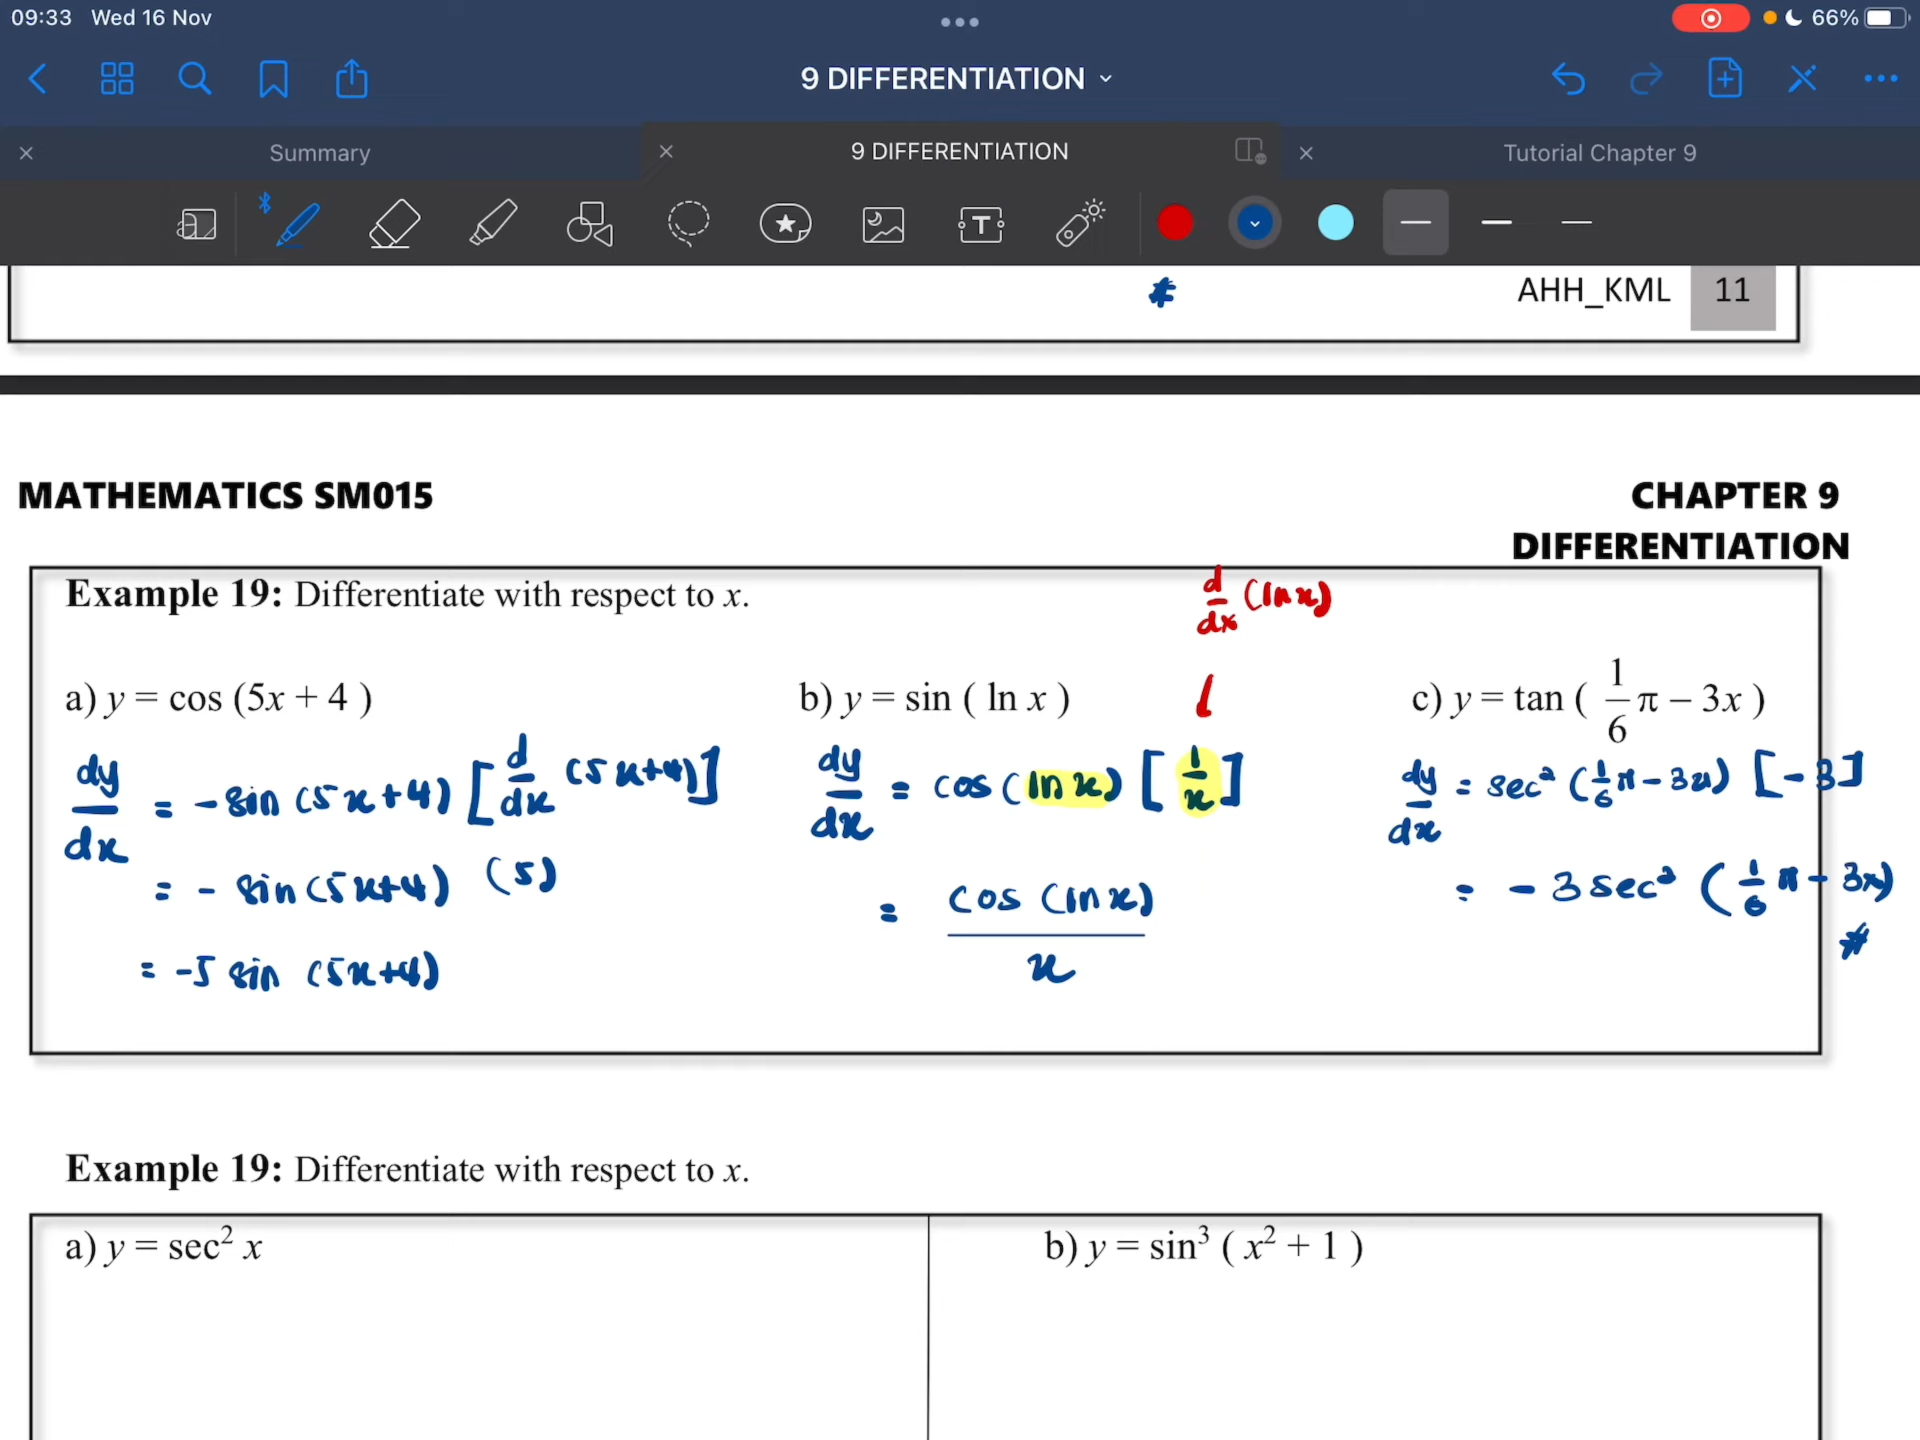 09:33 Wed 16 Nov
66%
9 DIFFERENTIATION
Summary
9 DIFFERENTIATION
Tutorial Chapter 9
T
AHH_KML 11
MATHEMATICS SM015
CHAPTER 9
DIFFERENTIATION
Example 19: Differentiate with respect to x.
d/dx (ln x)
a) y = cos (5x + 4 )
dy/dx = -sin (5x+4) [d/dx (5x+4)]
= - sin (5x+4) (5)
= -5 sin (5x+4)
b) y = sin ( ln x )
dy/dx = cos (ln x) [1/x]
= cos (ln x)/x
c) y = tan ( 1/6 π – 3x )
dy/dx = sec² (1/6 π - 3x) [-3]
= - 3 sec² (1/6 π - 3x)
#
Example 19: Differentiate with respect to x.
a) y = sec² x
b) y = sin³ ( x² + 1 )